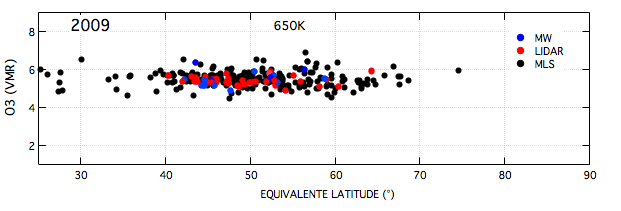 2009
650K
MW
LIDAR
MLS
O3 (VMR)
8
6
4
2
30
40
50
60
70
80
90
EQUIVALENTE LATITUDE (°)